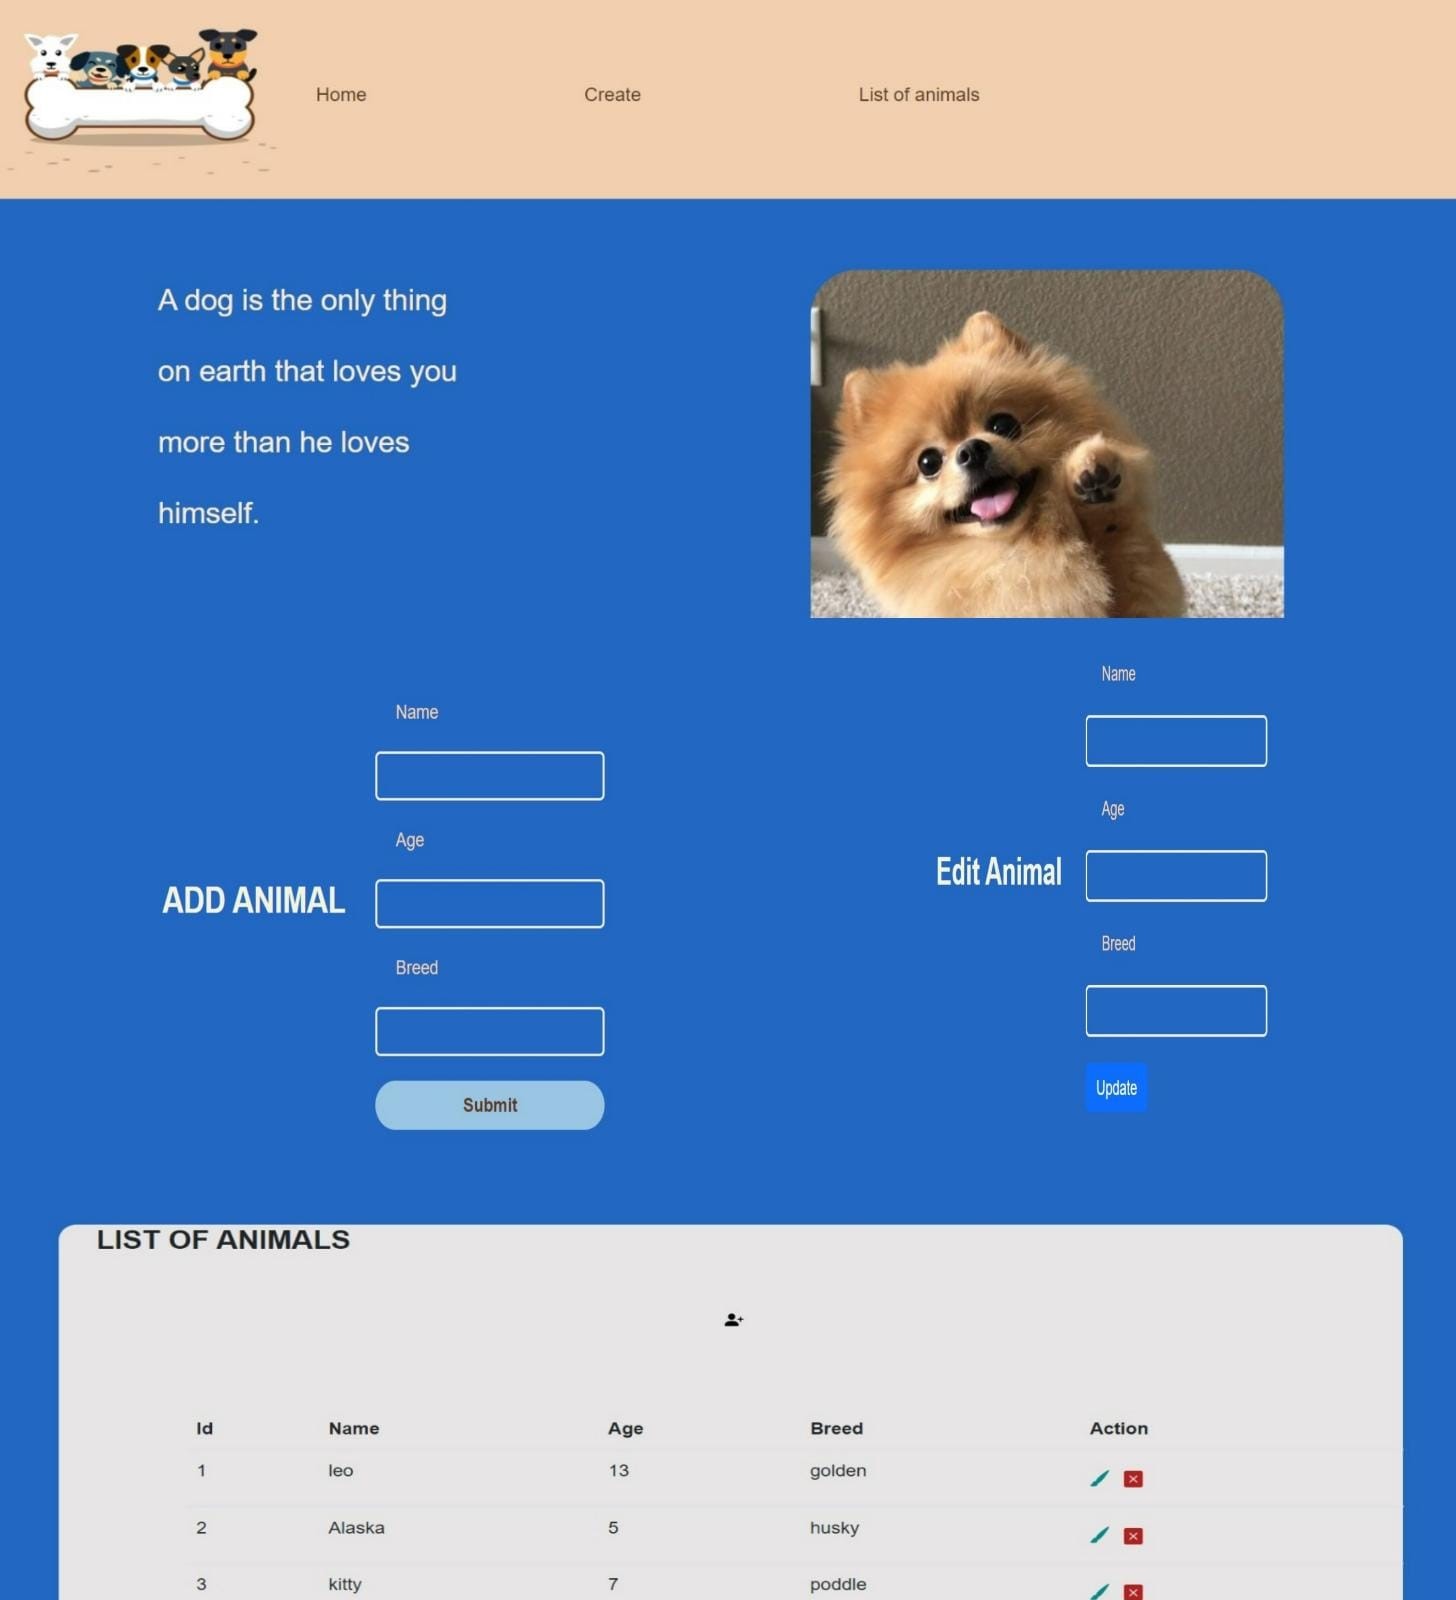 Home Create List of animals
A dog is the only thing
on earth that loves you
more than he loves
himself.
ADD ANIMAL
Name
Age
Breed
Submit
Edit Animal
Name
Age
Breed
Update
LIST OF ANIMALS
Id Name Age Breed Action
1 leo 13 golden
2 Alaska 5 husky
3 kitty 7 poddle